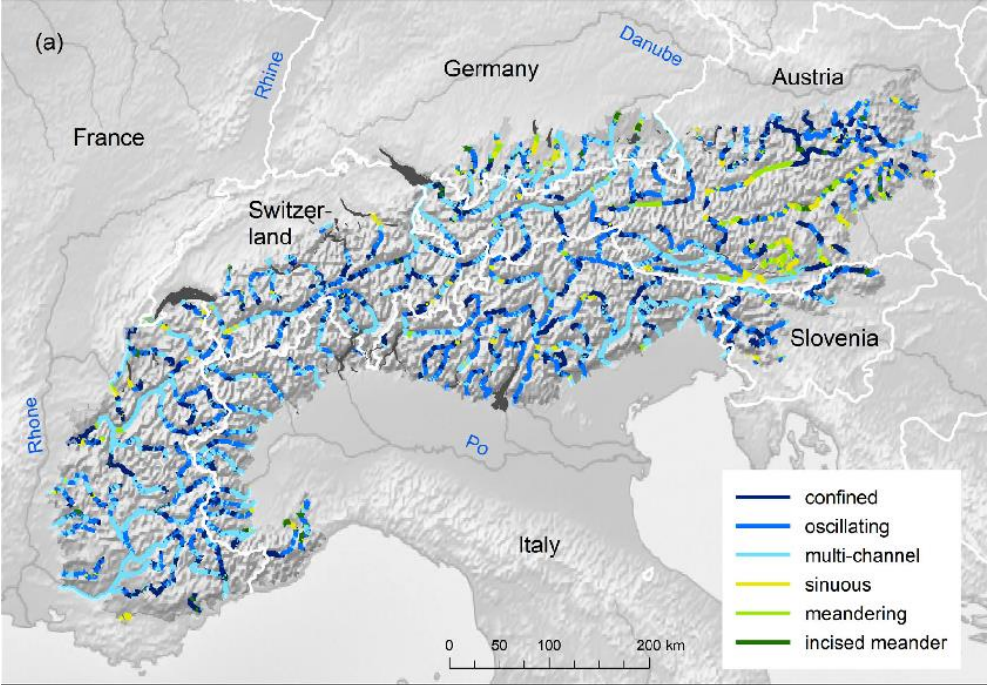 (a)
Danube
Germany
Austria
Rhine
France
Switzer-
land
Slovenia
Rhone
Po
Italy
confined
oscillating
multi-channel
sinuous
meandering
incised meander
0 50 100 200 km